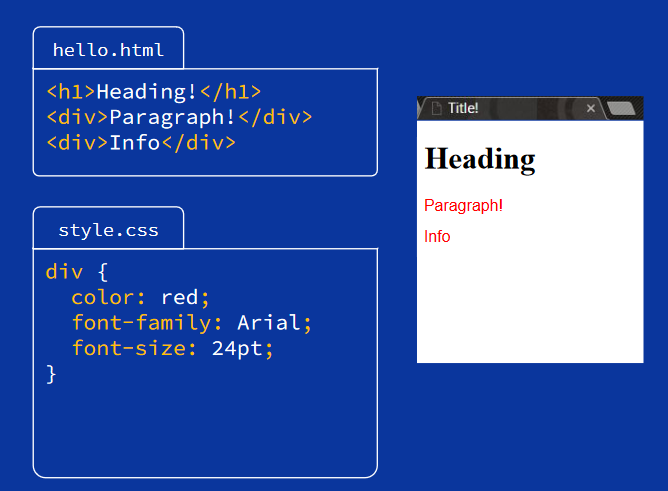 hello.html
<h1>Heading!</h1>
<div>Paragraph!</div>
<div>Info</div>
style.css
div {
  color: red;
  font-family: Arial;
  font-size: 24pt;
}
Title!
Heading
Paragraph!
Info